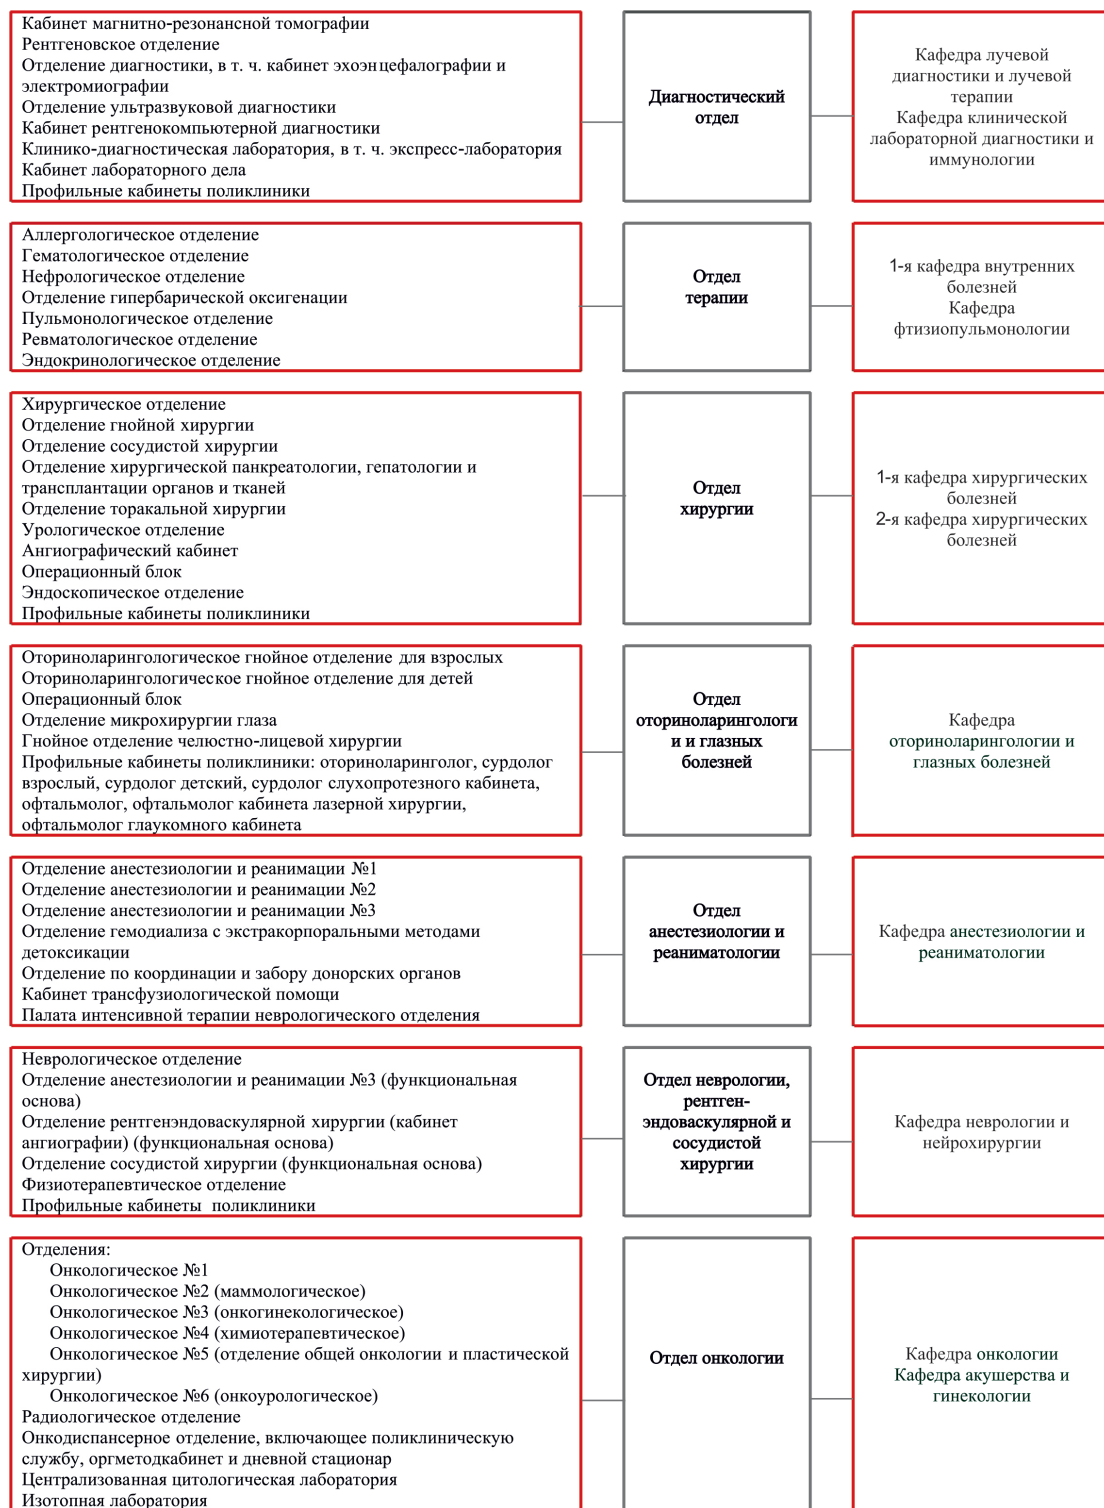 Кабинет магнитно-резонансной томографии
Рентгеновское отделение
Отделение диагностики, в т. ч. кабинет эхоэнцефалографии и
электромиографии
Отделение ультразвуковой диагностики
Кабинет рентгенокомпьютерной диагностики
Клинико-диагностическая лаборатория, в т. ч. экспресс-лаборатория
Кабинет лабораторного дела
Профильные кабинеты поликлиники
Диагностический
отдел
Кафедра лучевой
диагностики и лучевой
терапии
Кафедра клинической
лабораторной диагностики и
иммунологии
Аллергологическое отделение
Гематологическое отделение
Нефрологическое отделение
Отделение гипербарической оксигенации
Пульмонологическое отделение
Ревматологическое отделение
Эндокринологическое отделение
Отдел
терапии
1-я кафедра внутренних
болезней
Кафедра
фтизиопульмонологии
Хирургическое отделение
Отделение гнойной хирургии
Отделение сосудистой хирургии
Отделение хирургической панкреатологии, гепатологии и
трансплантации органов и тканей
Отделение торакальной хирургии
Урологическое отделение
Ангиографический кабинет
Операционный блок
Эндоскопическое отделение
Профильные кабинеты поликлиники
Отдел
хирургии
1-я кафедра хирургических
болезней
2-я кафедра хирургических
болезней
Оториноларингологическое гнойное отделение для взрослых
Оториноларингологическое гнойное отделение для детей
Операционный блок
Отделение микрохирургии глаза
Гнойное отделение челюстно-лицевой хирургии
Профильные кабинеты поликлиники: оториноларинголог, сурдолог
взрослый, сурдолог детский, сурдолог слухопротезного кабинета,
офтальмолог, офтальмолог кабинета лазерной хирургии,
офтальмолог глаукомного кабинета
Отдел
оториноларингологи
и и глазных
болезней
Кафедра
оториноларингологии и
глазных болезней
Отделение анестезиологии и реанимации №1
Отделение анестезиологии и реанимации №2
Отделение анестезиологии и реанимации №3
Отделение гемодиализа с экстракорпоральными методами
детоксикации
Отделение по координации и забору донорских органов
Кабинет трансфузиологической помощи
Палата интенсивной терапии неврологического отделения
Отдел
анестезиологии и
реаниматологии
Кафедра анестезиологии и
реаниматологии
Неврологическое отделение
Отделение анестезиологии и реанимации №3 (функциональная
основа)
Отделение рентгенэндоваскулярной хирургии (кабинет
ангиографии) (функциональная основа)
Отделение сосудистой хирургии (функциональная основа)
Физиотерапевтическое отделение
Профильные кабинеты поликлиники
Отдел неврологии,
рентген-
эндоваскулярной и
сосудистой
хирургии
Кафедра неврологии и
нейрохирургии
Отделения:
Онкологическое №1
Онкологическое №2 (маммологическое)
Онкологическое №3 (онкогинекологическое)
Онкологическое №4 (химиотерапевтическое)
Онкологическое №5 (отделение общей онкологии и пластической
хирургии)
Онкологическое №6 (онкоурологическое)
Радиологическое отделение
Онкодиспансерное отделение, включающее поликлиническую
службу, оргметодкабинет и дневной стационар
Централизованная цитологическая лаборатория
Изотопная лаборатория
Отдел онкологии
Кафедра онкологии
Кафедра акушерства и
гинекологии